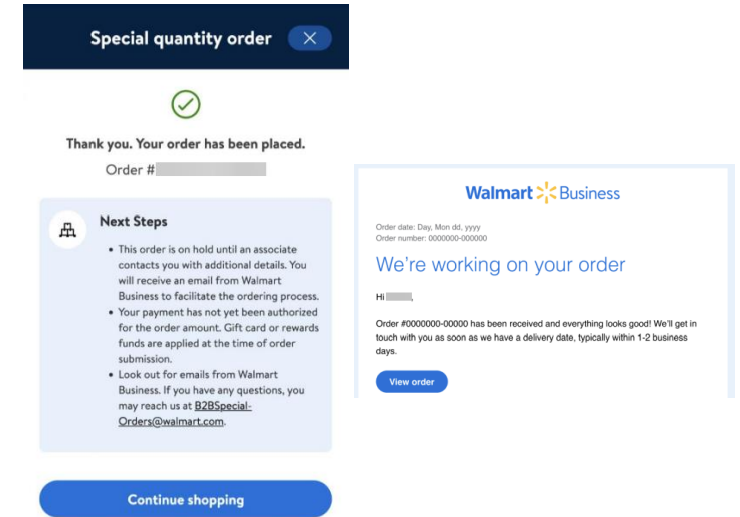 Special quantity order
Thank you. Your order has been placed.
Order #
Next Steps
• This order is on hold until an associate
contacts you with additional details. You
will receive an email from Walmart
Business to facilitate the ordering process.
• Your payment has not yet been authorized
for the order amount. Gift card or rewards
funds are applied at the time of order
submission.
• Look out for emails from Walmart
Business. If you have any questions, you
may reach us at B2BSpecial-
Orders@walmart.com.
Continue shopping
Walmart Business
Order date: Day, Mon dd, yyyy
Order number: 0000000-000000
We're working on your order
Hi ,
Order #0000000-00000 has been received and everything looks good! We'll get in
touch with you as soon as we have a delivery date, typically within 1-2 business
days.
View order